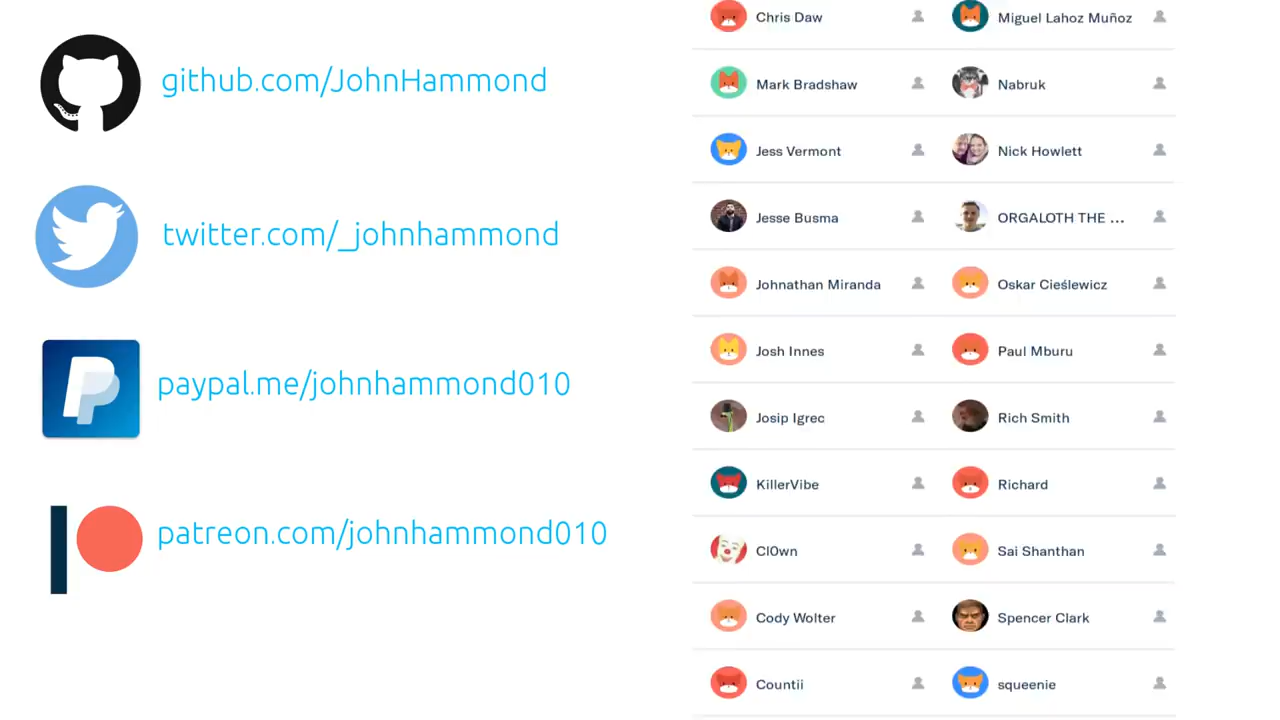 github.com/JohnHammond
twitter.com/_johnhammond
paypal.me/johnhammond010
patreon.com/johnhammond010
Chris Daw
Miguel Lahoz Muñoz
Mark Bradshaw
Nabruk
Jess Vermont
Nick Howlett
Jesse Busma
ORGALOTH THE ...
Johnathan Miranda
Oskar Cieślewicz
Josh Innes
Paul Mburu
Josip Igrec
Rich Smith
KillerVibe
Richard
Cl0wn
Sai Shanthan
Cody Wolter
Spencer Clark
Countii
squeenie